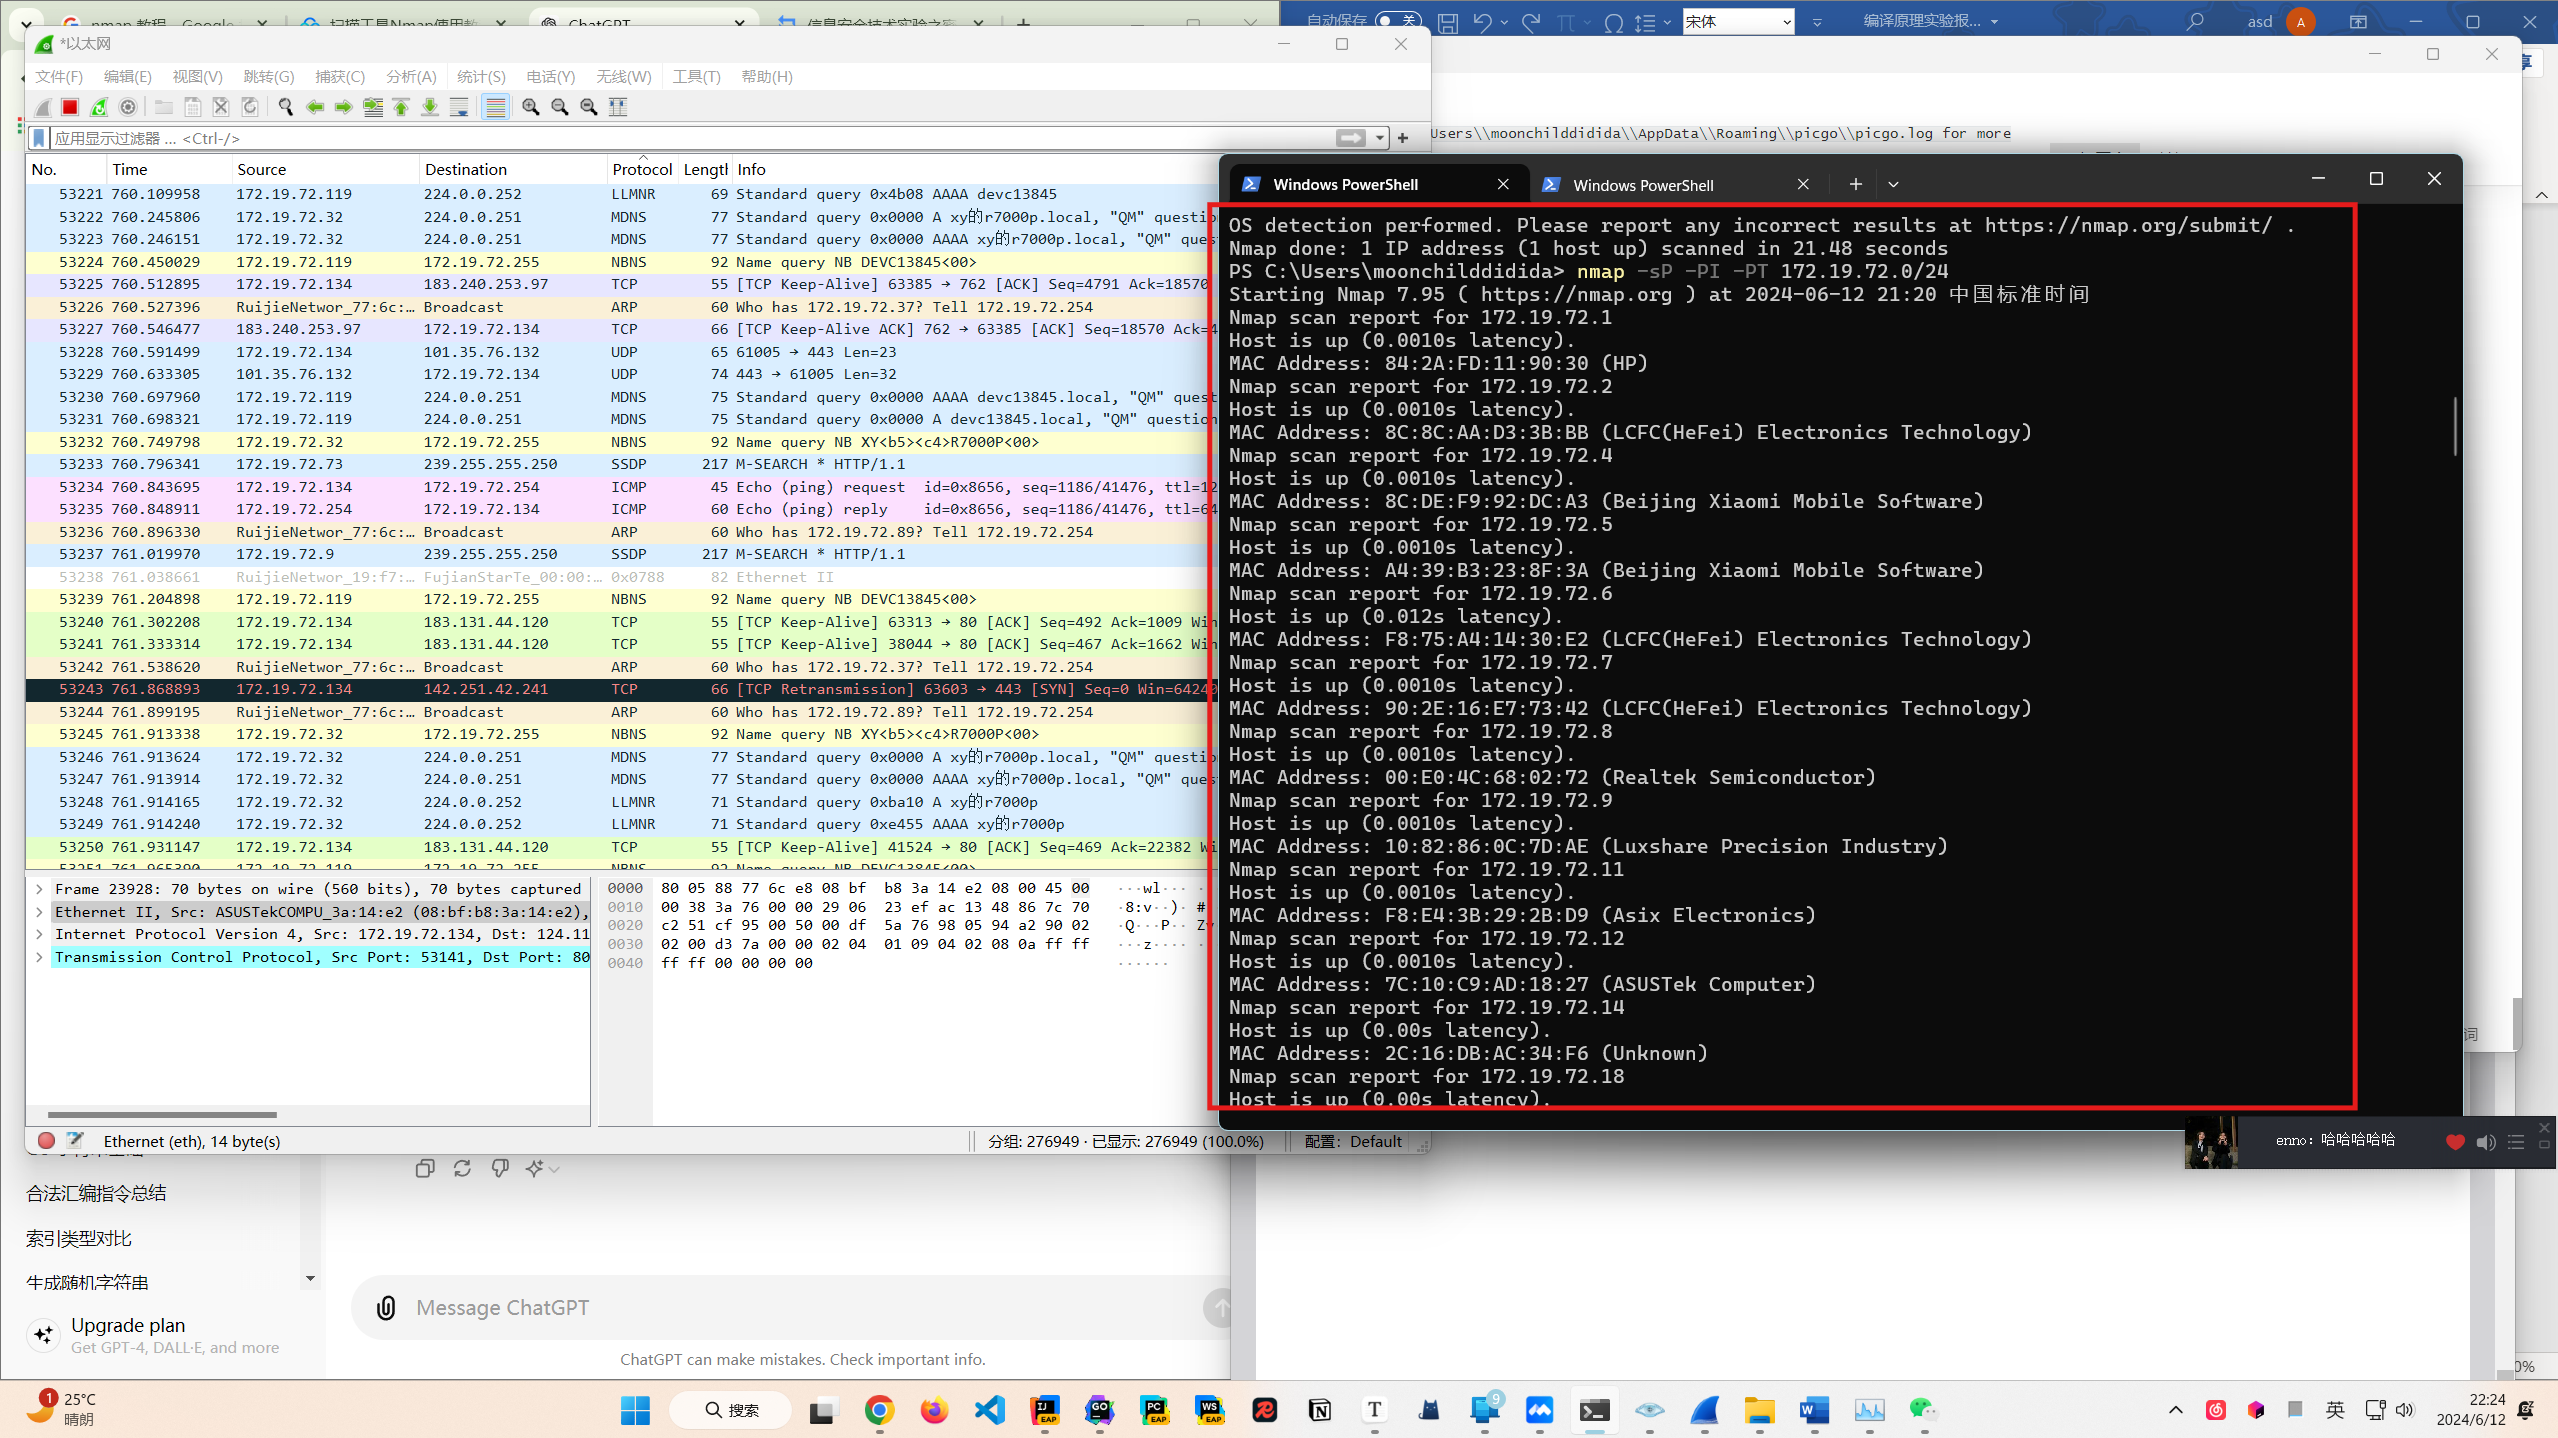 nmap 教程 - Google
扫描工具Nmap使用教
ChatGPT
信息安全技术实验之密
自动保存 关
宋体
编译原理实验报...
asd
A
*以太网
文件(F) 编辑(E) 视图(V) 跳转(G) 捕获(C) 分析(A) 统计(S) 电话(Y) 无线(W) 工具(T) 帮助(H)
应用显示过滤器 … <Ctrl-/>
Users\\moonchilddidida\\AppData\\Roaming\\picgo\\picgo.log for more
No. Time Source Destination Protocol Length Info
53221 760.109958 172.19.72.119 224.0.0.252 LLMNR 69 Standard query 0x4b08 AAAA devc13845
53222 760.245806 172.19.72.32 224.0.0.251 MDNS 77 Standard query 0x0000 A xy的r7000p.local, "QM" questio
53223 760.246151 172.19.72.32 224.0.0.251 MDNS 77 Standard query 0x0000 AAAA xy的r7000p.local, "QM" ques
53224 760.450029 172.19.72.119 172.19.72.255 NBNS 92 Name query NB DEVC13845<00>
53225 760.512895 172.19.72.134 183.240.253.97 TCP 55 [TCP Keep-Alive] 63385 → 762 [ACK] Seq=4791 Ack=18570
53226 760.527396 RuijieNetwor_77:6c:… Broadcast ARP 60 Who has 172.19.72.37? Tell 172.19.72.254
53227 760.546477 183.240.253.97 172.19.72.134 TCP 66 [TCP Keep-Alive ACK] 762 → 63385 [ACK] Seq=18570 Ack=4
53228 760.591499 172.19.72.134 101.35.76.132 UDP 65 61005 → 443 Len=23
53229 760.633305 101.35.76.132 172.19.72.134 UDP 74 443 → 61005 Len=32
53230 760.697960 172.19.72.119 224.0.0.251 MDNS 75 Standard query 0x0000 AAAA devc13845.local, "QM" quest
53231 760.698321 172.19.72.119 224.0.0.251 MDNS 75 Standard query 0x0000 A devc13845.local, "QM" question
53232 760.749798 172.19.72.32 172.19.72.255 NBNS 92 Name query NB XY<b5><c4>R7000P<00>
53233 760.796341 172.19.72.73 239.255.255.250 SSDP 217 M-SEARCH * HTTP/1.1
53234 760.843695 172.19.72.134 172.19.72.254 ICMP 45 Echo (ping) request id=0x8656, seq=1186/41476, ttl=12
53235 760.848911 172.19.72.254 172.19.72.134 ICMP 60 Echo (ping) reply id=0x8656, seq=1186/41476, ttl=64
53236 760.896330 RuijieNetwor_77:6c:… Broadcast ARP 60 Who has 172.19.72.89? Tell 172.19.72.254
53237 761.019970 172.19.72.9 239.255.255.250 SSDP 217 M-SEARCH * HTTP/1.1
53238 761.038661 RuijieNetwor_19:f7:… FujianStarTe_00:00:… 0x0788 82 Ethernet II
53239 761.204898 172.19.72.119 172.19.72.255 NBNS 92 Name query NB DEVC13845<00>
53240 761.302208 172.19.72.134 183.131.44.120 TCP 55 [TCP Keep-Alive] 63313 → 80 [ACK] Seq=492 Ack=1009 Win
53241 761.333314 172.19.72.134 183.131.44.120 TCP 55 [TCP Keep-Alive] 38044 → 80 [ACK] Seq=467 Ack=1662 Win
53242 761.538620 RuijieNetwor_77:6c:… Broadcast ARP 60 Who has 172.19.72.37? Tell 172.19.72.254
53243 761.868893 172.19.72.134 142.251.42.241 TCP 66 [TCP Retransmission] 63603 → 443 [SYN] Seq=0 Win=64240
53244 761.899195 RuijieNetwor_77:6c:… Broadcast ARP 60 Who has 172.19.72.89? Tell 172.19.72.254
53245 761.913338 172.19.72.32 172.19.72.255 NBNS 92 Name query NB XY<b5><c4>R7000P<00>
53246 761.913624 172.19.72.32 224.0.0.251 MDNS 77 Standard query 0x0000 A xy的r7000p.local, "QM" questio
53247 761.913914 172.19.72.32 224.0.0.251 MDNS 77 Standard query 0x0000 AAAA xy的r7000p.local, "QM" ques
53248 761.914165 172.19.72.32 224.0.0.252 LLMNR 71 Standard query 0xba10 A xy的r7000p
53249 761.914240 172.19.72.32 224.0.0.252 LLMNR 71 Standard query 0xe455 AAAA xy的r7000p
53250 761.931147 172.19.72.134 183.131.44.120 TCP 55 [TCP Keep-Alive] 41524 → 80 [ACK] Seq=469 Ack=22382 Wi
53251 761.965390 172.19.72.119 172.19.72.255 NBNS 92 Name query NB DEVC13845<00>
Frame 23928: 70 bytes on wire (560 bits), 70 bytes captured
Ethernet II, Src: ASUSTekCOMPU_3a:14:e2 (08:bf:b8:3a:14:e2),
Internet Protocol Version 4, Src: 172.19.72.134, Dst: 124.11
Transmission Control Protocol, Src Port: 53141, Dst Port: 80
0000 80 05 88 77 6c e8 08 bf b8 3a 14 e2 08 00 45 00 ···wl···
0010 00 38 3a 76 00 00 29 06 23 ef ac 13 48 86 7c 70 ·8:v··)· #
0020 c2 51 cf 95 00 50 00 df 5a 76 98 05 94 a2 90 02 ·Q···P·· Zv
0030 02 00 d3 7a 00 00 02 04 01 09 04 02 08 0a ff ff ···z····
0040 ff ff 00 00 00 00 ······
Ethernet (eth), 14 byte(s)
分组: 276949 · 已显示: 276949 (100.0%)
配置: Default
Windows PowerShell
Windows PowerShell
OS detection performed. Please report any incorrect results at https://nmap.org/submit/ .
Nmap done: 1 IP address (1 host up) scanned in 21.48 seconds
PS C:\Users\moonchilddidida> nmap -sP -PI -PT 172.19.72.0/24
Starting Nmap 7.95 ( https://nmap.org ) at 2024-06-12 21:20 中国标准时间
Nmap scan report for 172.19.72.1
Host is up (0.0010s latency).
MAC Address: 84:2A:FD:11:90:30 (HP)
Nmap scan report for 172.19.72.2
Host is up (0.0010s latency).
MAC Address: 8C:8C:AA:D3:3B:BB (LCFC(HeFei) Electronics Technology)
Nmap scan report for 172.19.72.4
Host is up (0.0010s latency).
MAC Address: 8C:DE:F9:92:DC:A3 (Beijing Xiaomi Mobile Software)
Nmap scan report for 172.19.72.5
Host is up (0.0010s latency).
MAC Address: A4:39:B3:23:8F:3A (Beijing Xiaomi Mobile Software)
Nmap scan report for 172.19.72.6
Host is up (0.012s latency).
MAC Address: F8:75:A4:14:30:E2 (LCFC(HeFei) Electronics Technology)
Nmap scan report for 172.19.72.7
Host is up (0.0010s latency).
MAC Address: 90:2E:16:E7:73:42 (LCFC(HeFei) Electronics Technology)
Nmap scan report for 172.19.72.8
Host is up (0.0010s latency).
MAC Address: 00:E0:4C:68:02:72 (Realtek Semiconductor)
Nmap scan report for 172.19.72.9
Host is up (0.0010s latency).
MAC Address: 10:82:86:0C:7D:AE (Luxshare Precision Industry)
Nmap scan report for 172.19.72.11
Host is up (0.0010s latency).
MAC Address: F8:E4:3B:29:2B:D9 (Asix Electronics)
Nmap scan report for 172.19.72.12
Host is up (0.0010s latency).
MAC Address: 7C:10:C9:AD:18:27 (ASUSTek Computer)
Nmap scan report for 172.19.72.14
Host is up (0.00s latency).
MAC Address: 2C:16:DB:AC:34:F6 (Unknown)
Nmap scan report for 172.19.72.18
Host is up (0.00s latency).
词
enno：哈哈哈哈哈
合法汇编指令总结
索引类型对比
生成随机字符串
Upgrade plan
Get GPT-4, DALL·E, and more
Message ChatGPT
ChatGPT can make mistakes. Check important info.
0%
1
25°C
晴朗
搜索
9
英
22:24
2024/6/12